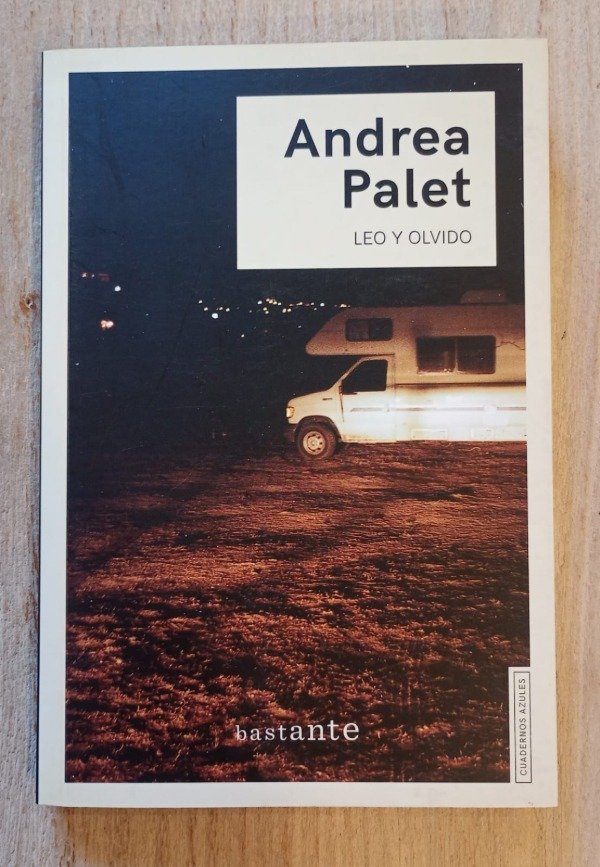 Andrea
Palet
LEO Y OLVIDO
bastante
CUADERNOS AZULES